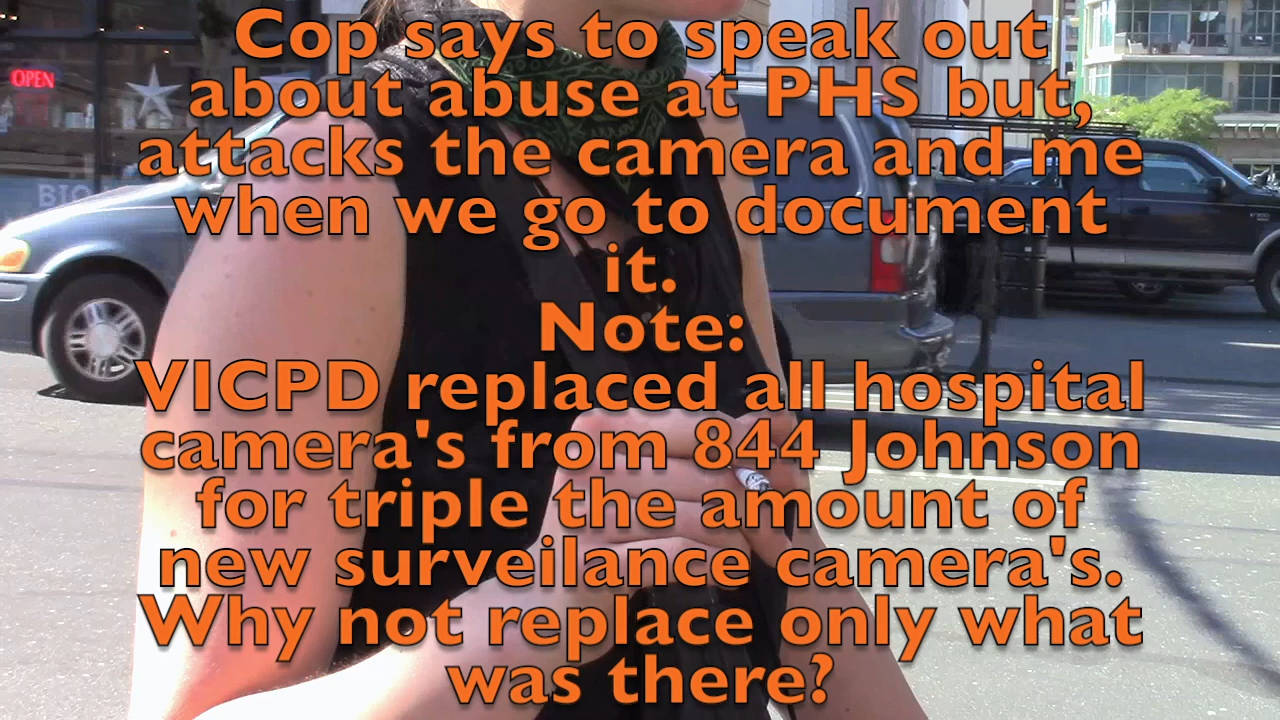 Cop says to speak out
about abuse at PHS but,
attacks the camera and me
when we go to document
it.
Note:
VICPD replaced all hospital
camera's from 844 Johnson
for triple the amount of
new surveilance camera's.
Why not replace only what
was there?
OPEN
BIO